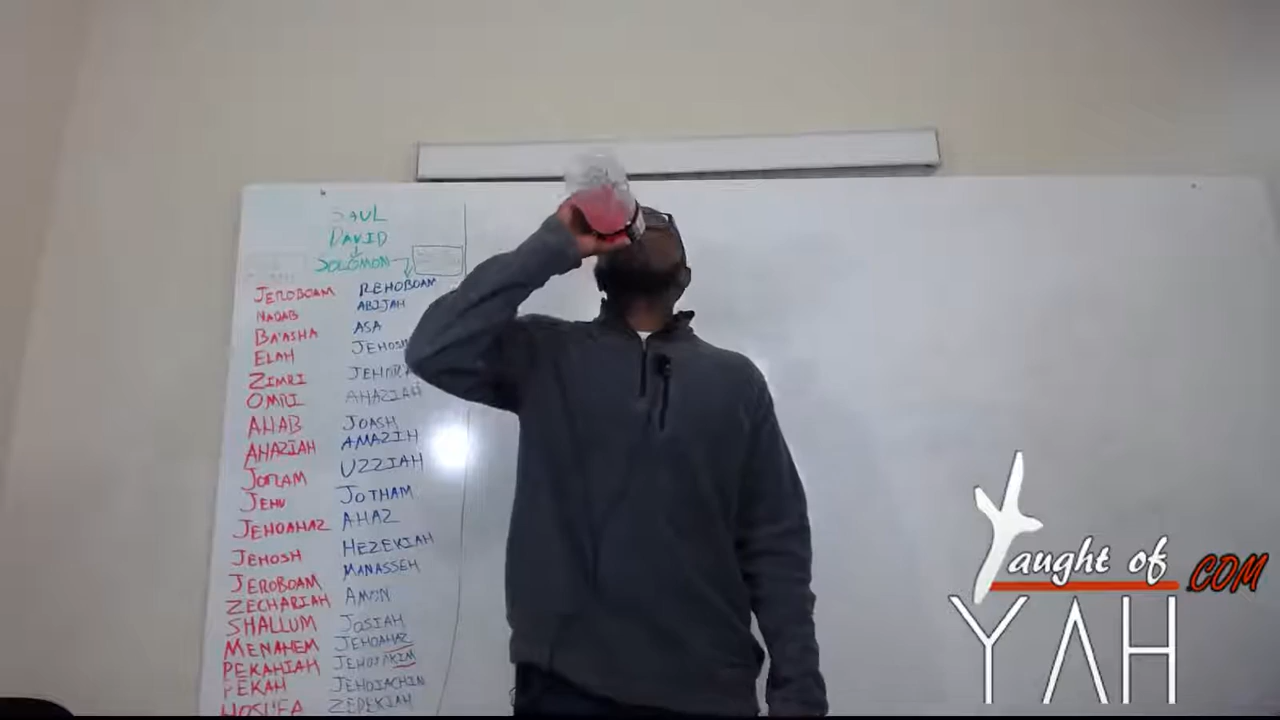 SAUL
DAVID
SOLOMON
JEROBOAM REHOBOAM
NADAB ABIJAH
BA'ASHA ASA
ELAH
ZIMRI
OMRI AHAZIAH
AHAB JOASH
AHAZIAH AMAZIH
JORAM UZZIAH
JEHU JOTHAM
JEHOAHAZ AHAZ
JEHOSH HEZEKIAH
JEROBOAM MANASSEH
ZECHARIAH AMON
SHALLUM JOSIAH
MENAHEM JEHOAHAZ
PEKAHIAH JEHOIAKIM
PEKAH JEHOIACHIN
HOSHEA ZEDEKIAH
Yaught of .COM
YAH